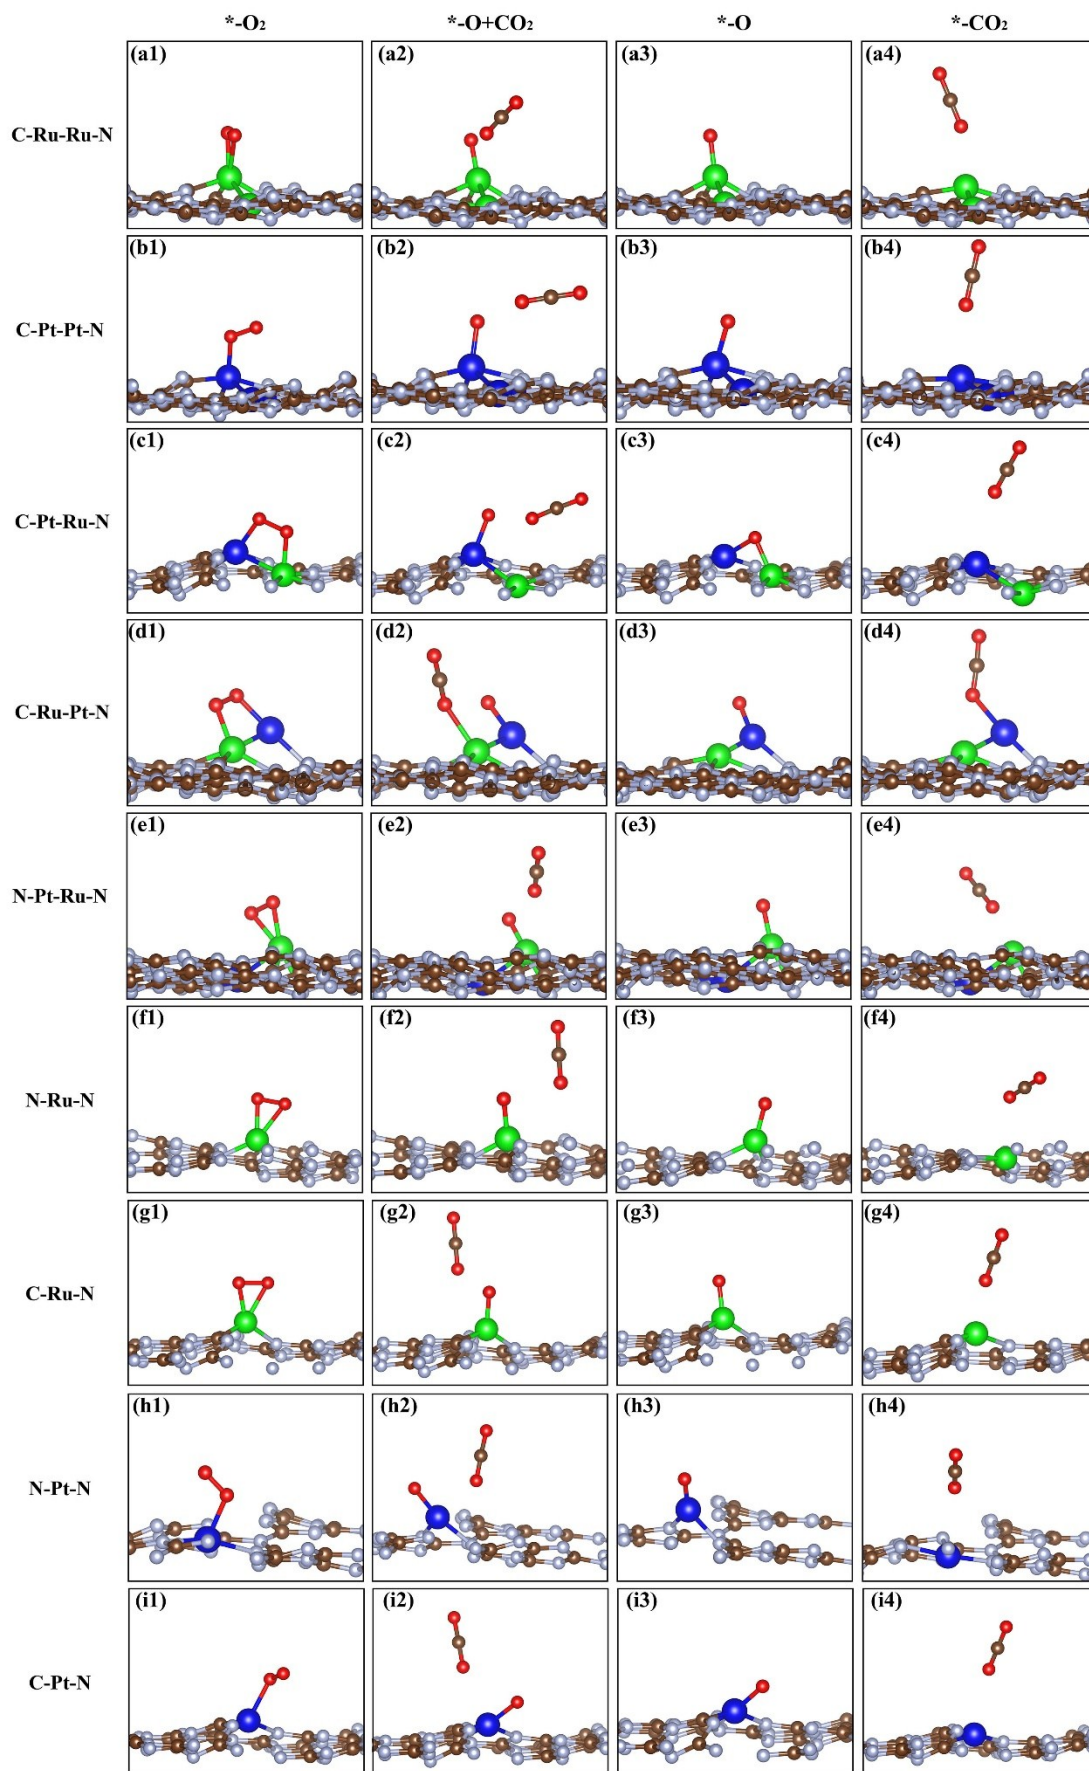 *-O₂ *-O+CO₂ *-O *-CO₂
C-Ru-Ru-N (a1) (a2) (a3) (a4)
C-Pt-Pt-N (b1) (b2) (b3) (b4)
C-Pt-Ru-N (c1) (c2) (c3) (c4)
C-Ru-Pt-N (d1) (d2) (d3) (d4)
N-Pt-Ru-N (e1) (e2) (e3) (e4)
N-Ru-N (f1) (f2) (f3) (f4)
C-Ru-N (g1) (g2) (g3) (g4)
N-Pt-N (h1) (h2) (h3) (h4)
C-Pt-N (i1) (i2) (i3) (i4)